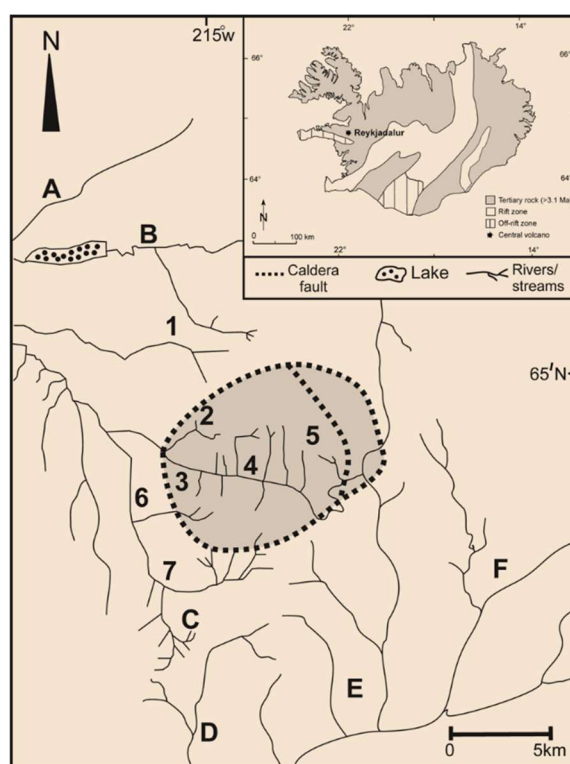 N
215W
22°
14°
66°
66°
Reykjadalur
64°
64
N
0 100 km
22°
14°
Tertiary rock (>3.1 Ma
Rift zone
Off-rift zone
Central volcano
Caldera fault
Lake
Rivers/
streams
A
B
1
65'N
2
5
3
4
6
7
F
C
E
D
0 5km